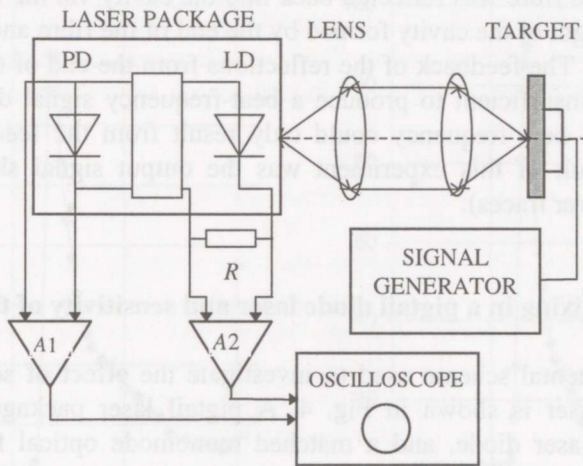 LASER PACKAGE LENS TARGET
PD LD
R
SIGNAL
GENERATOR
A1 A2
OSCILLOSCOPE